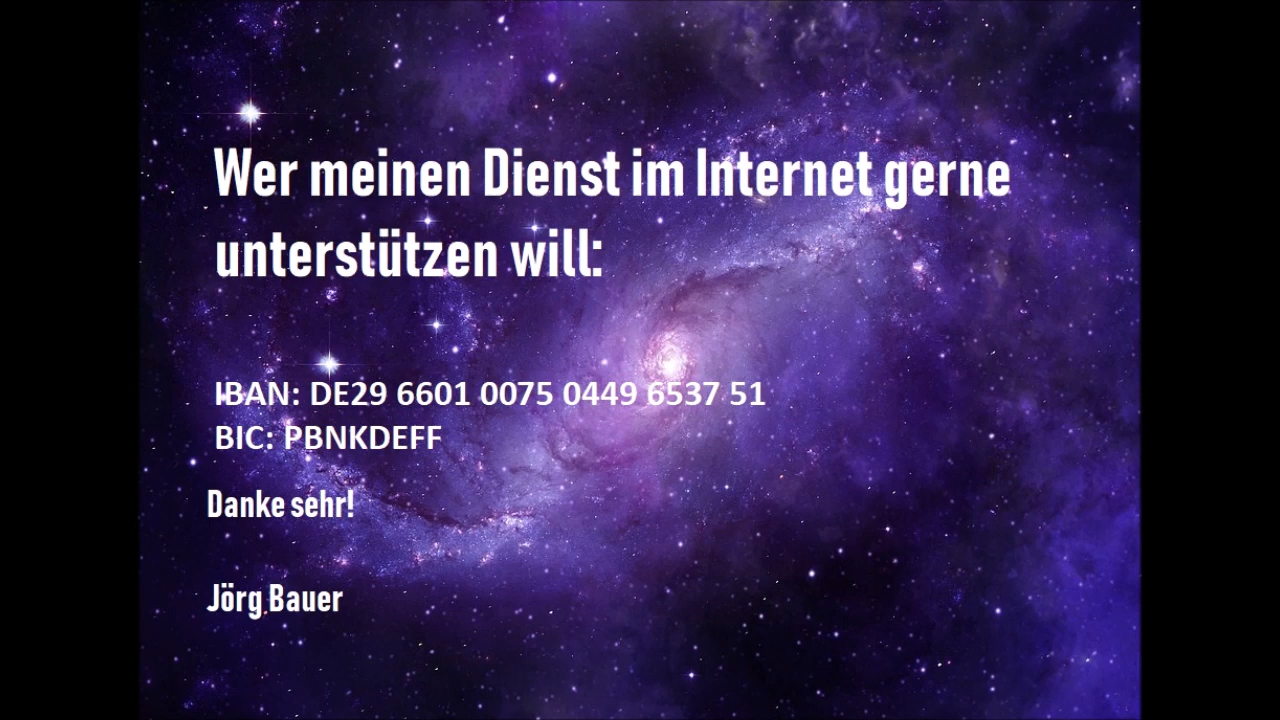 Wer meinen Dienst im Internet gerne
unterstützen will:
IBAN: DE29 6601 0075 0449 6537 51
BIC: PBNKDEFF
Danke sehr!
Jörg Bauer